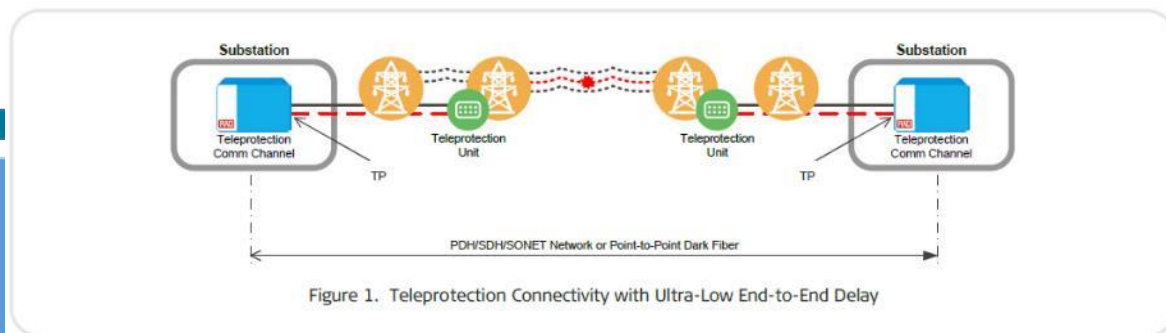 Substation
Substation
Teleprotection
Comm Channel
Teleprotection
Unit
Teleprotection
Unit
Teleprotection
Comm Channel
TP
TP
PDH/SDH/SONET Network or Point-to-Point Dark Fiber
Figure 1. Teleprotection Connectivity with Ultra-Low End-to-End Delay